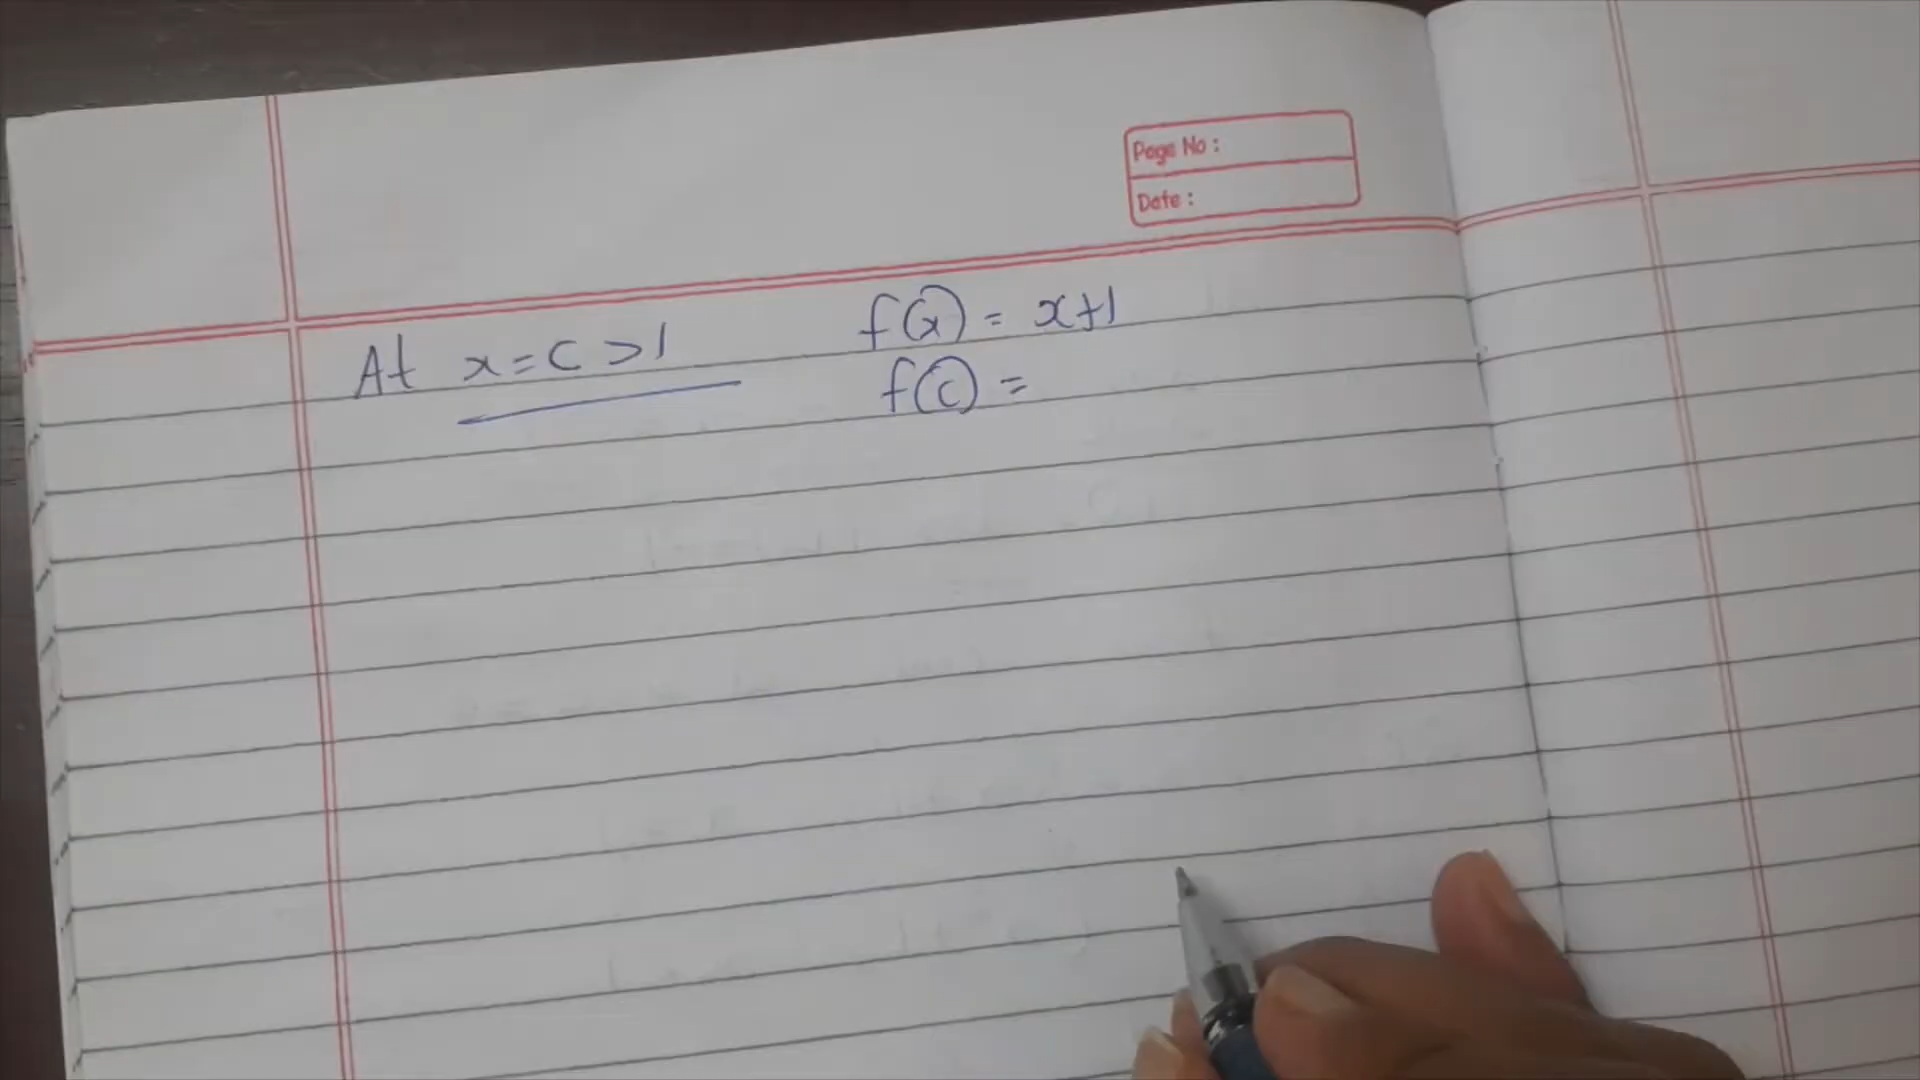 Page No :
Date :
At x = c > 1 f(x) = x+1
f(c) =